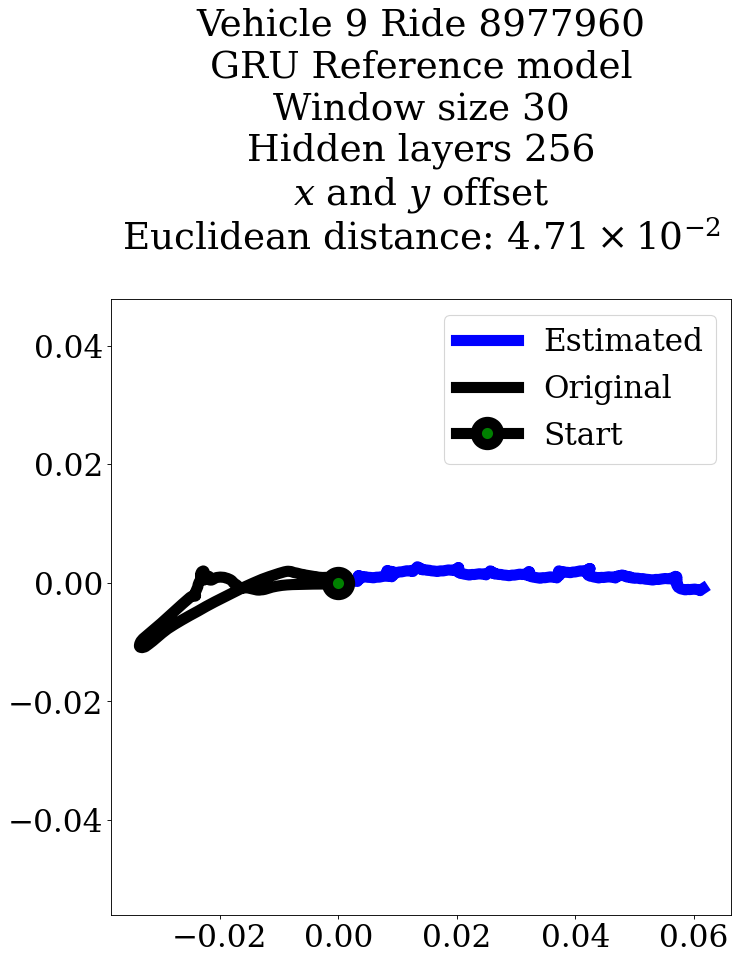 Vehicle 9 Ride 8977960
GRU Reference model
Window size 30
Hidden layers 256
x and y offset
Euclidean distance: 4.71 × 10⁻²
Estimated
Original
Start
0.04
0.02
0.00
−0.02
−0.04
−0.02 0.00 0.02 0.04 0.06